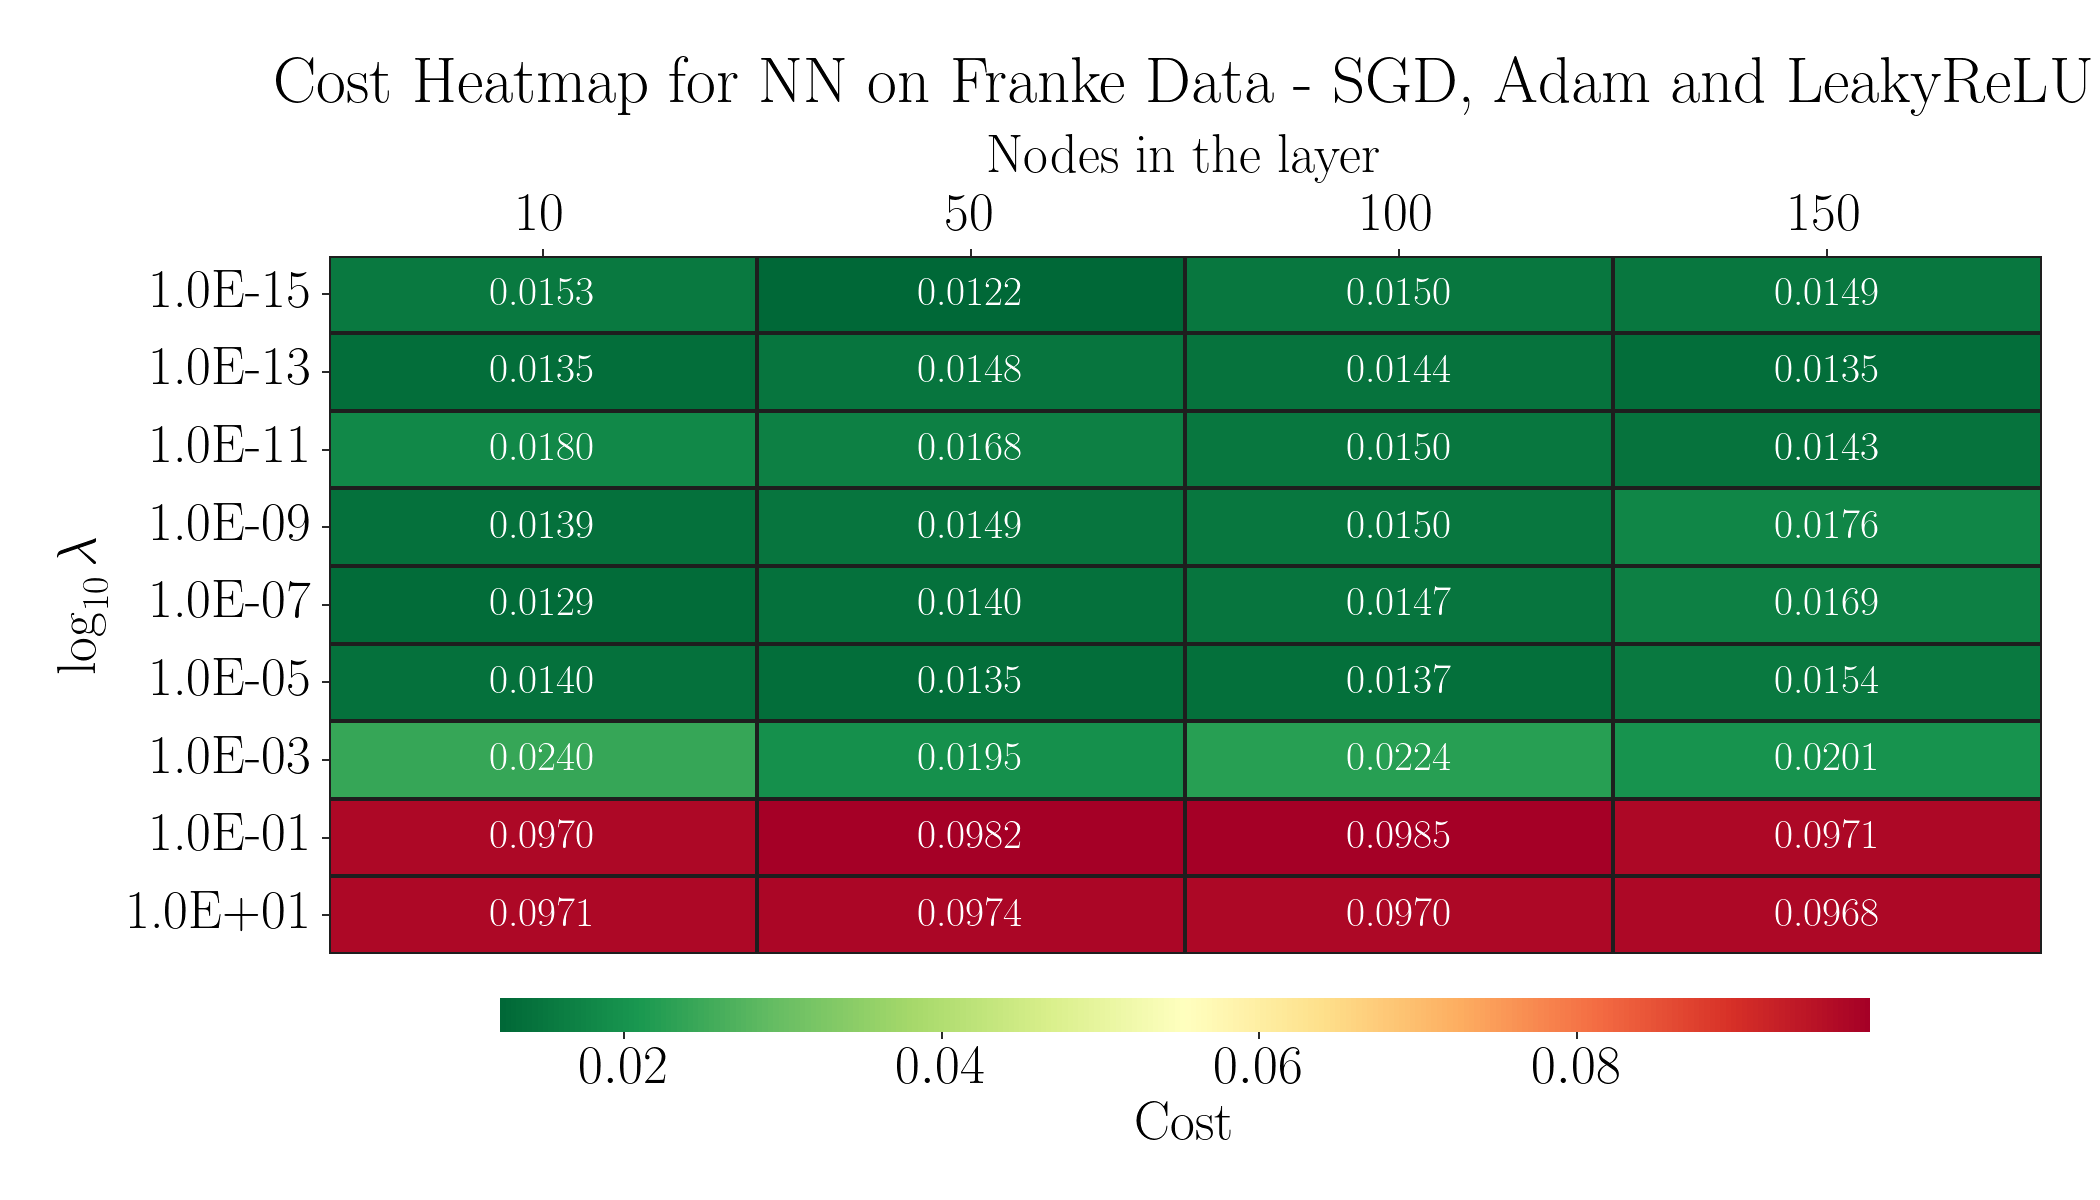 Cost Heatmap for NN on Franke Data - SGD, Adam and LeakyReLU
Nodes in the layer
10 50 100 150
1.0E-15 0.0153 0.0122 0.0150 0.0149
1.0E-13 0.0135 0.0148 0.0144 0.0135
1.0E-11 0.0180 0.0168 0.0150 0.0143
1.0E-09 0.0139 0.0149 0.0150 0.0176
1.0E-07 0.0129 0.0140 0.0147 0.0169
1.0E-05 0.0140 0.0135 0.0137 0.0154
1.0E-03 0.0240 0.0195 0.0224 0.0201
1.0E-01 0.0970 0.0982 0.0985 0.0971
1.0E+01 0.0971 0.0974 0.0970 0.0968
log₁₀ λ
0.02 0.04 0.06 0.08
Cost